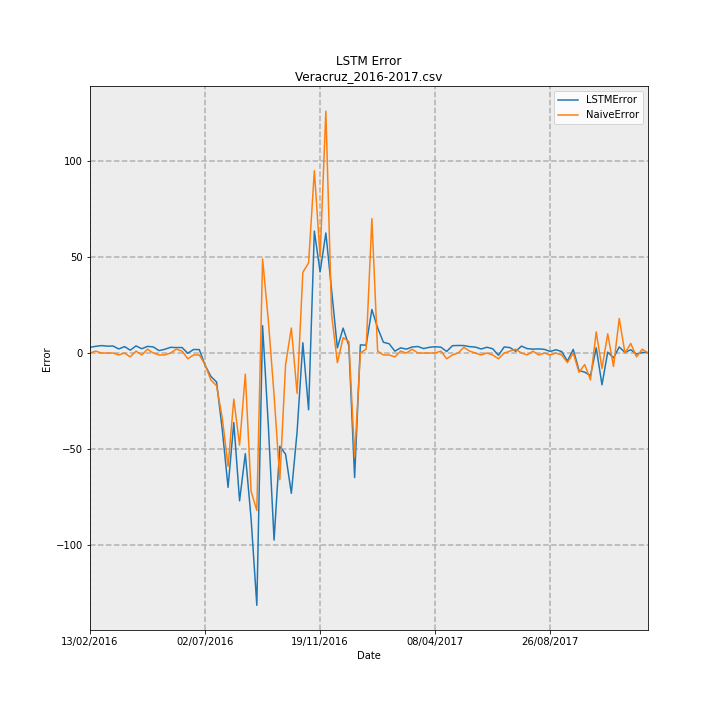 LSTM Error
Veracruz_2016-2017.csv
LSTMError
NaiveError
Error
100
50
0
−50
−100
13/02/2016
02/07/2016
19/11/2016
08/04/2017
26/08/2017
Date